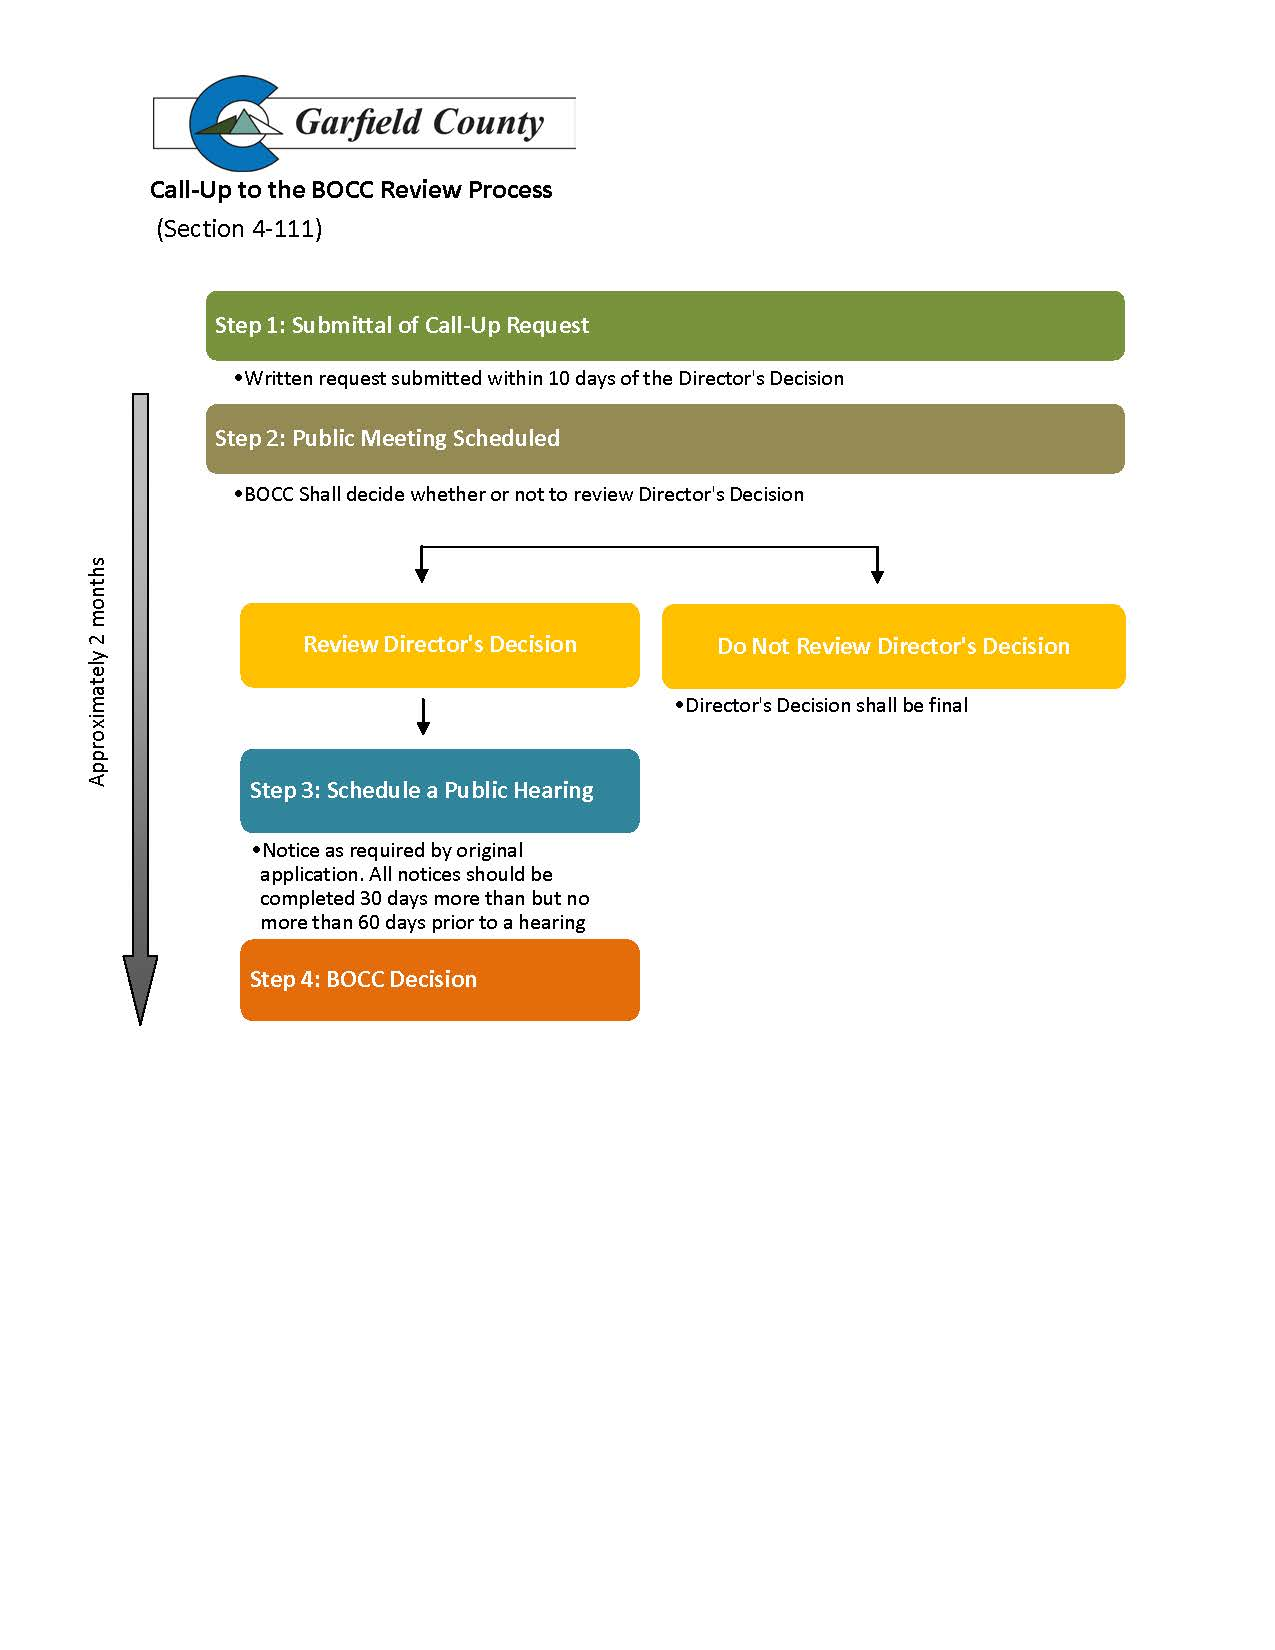 Garfield County
Call-Up to the BOCC Review Process
(Section 4-111)
Step 1: Submittal of Call-Up Request
•Written request submitted within 10 days of the Director's Decision
Step 2: Public Meeting Scheduled
•BOCC Shall decide whether or not to review Director's Decision
Approximately 2 months
Review Director's Decision
Do Not Review Director's Decision
•Director's Decision shall be final
Step 3: Schedule a Public Hearing
•Notice as required by original
application. All notices should be
completed 30 days more than but no
more than 60 days prior to a hearing
Step 4: BOCC Decision